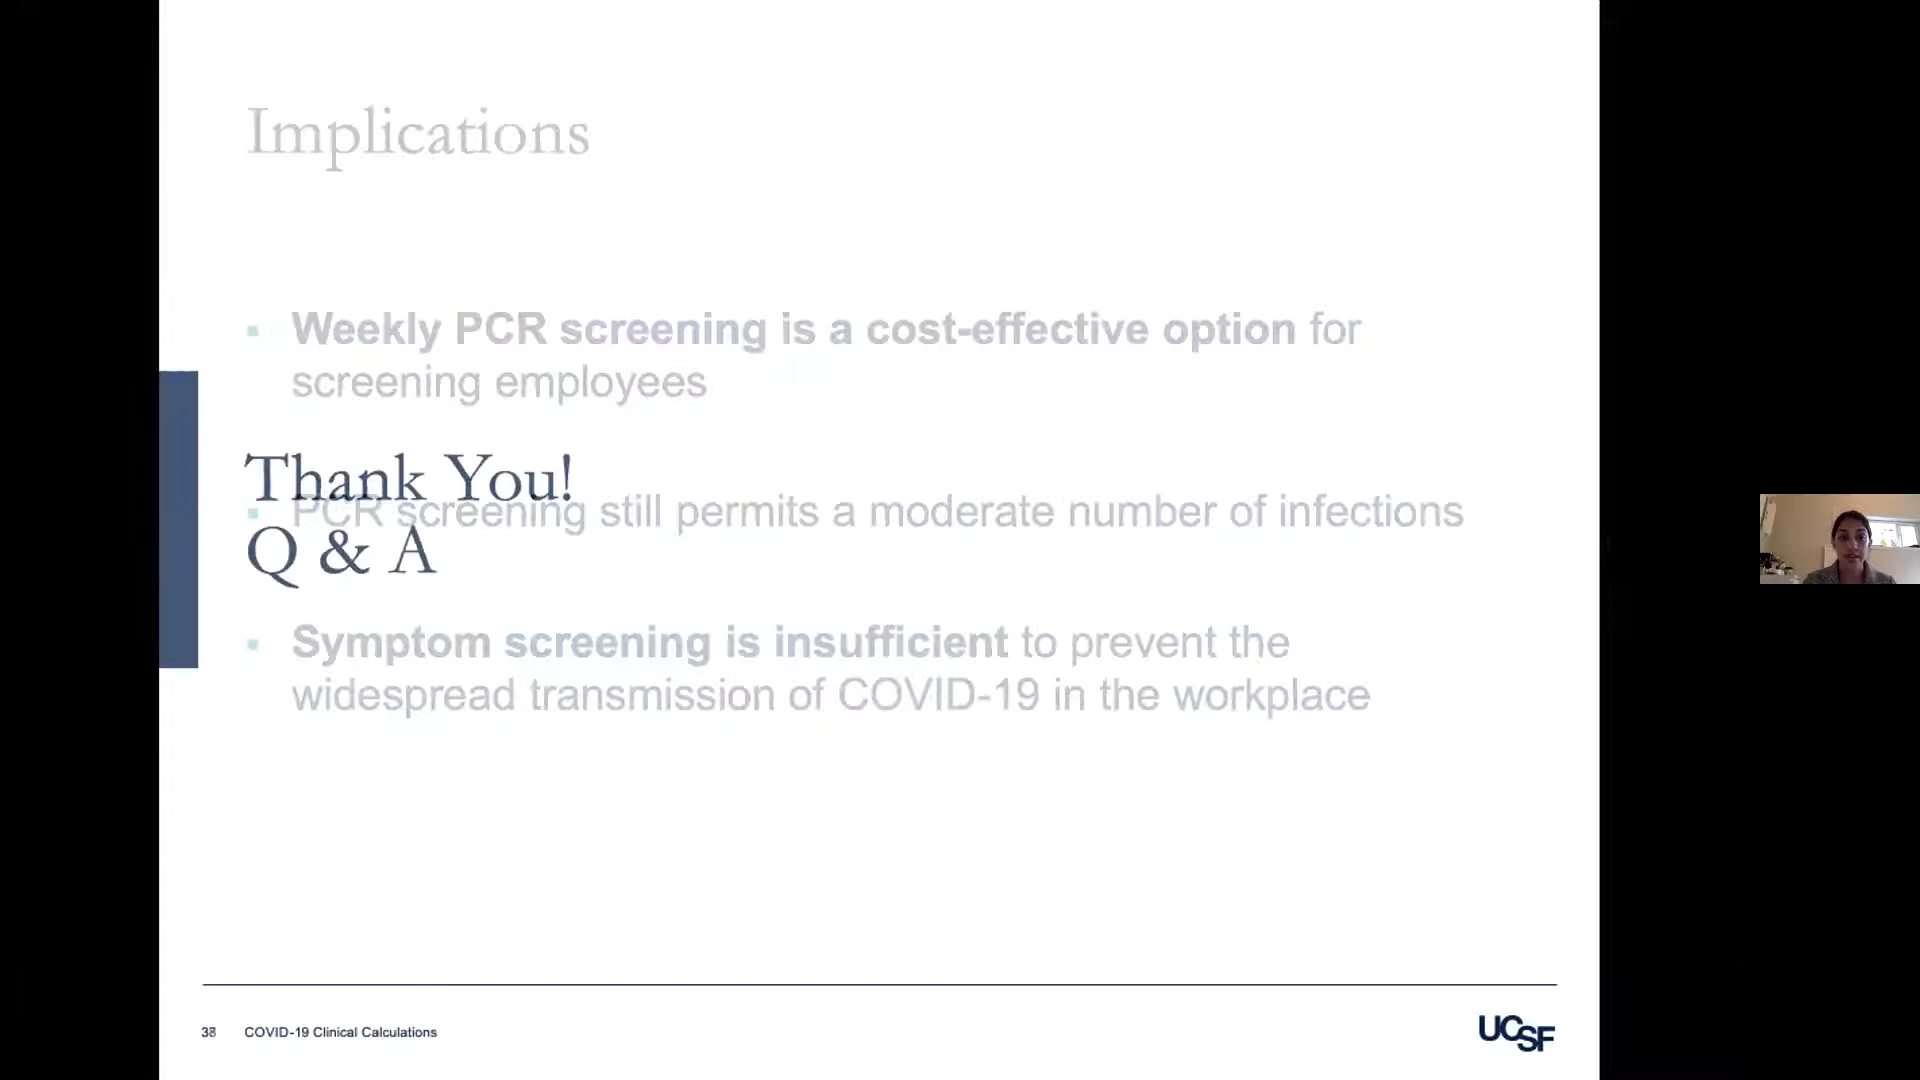 Implications
Weekly PCR screening is a cost-effective option for
screening employees
Thank You!
PCR screening still permits a moderate number of infections
Q & A
Symptom screening is insufficient to prevent the
widespread transmission of COVID-19 in the workplace
COVID-19 Clinical Calculations
UCSF